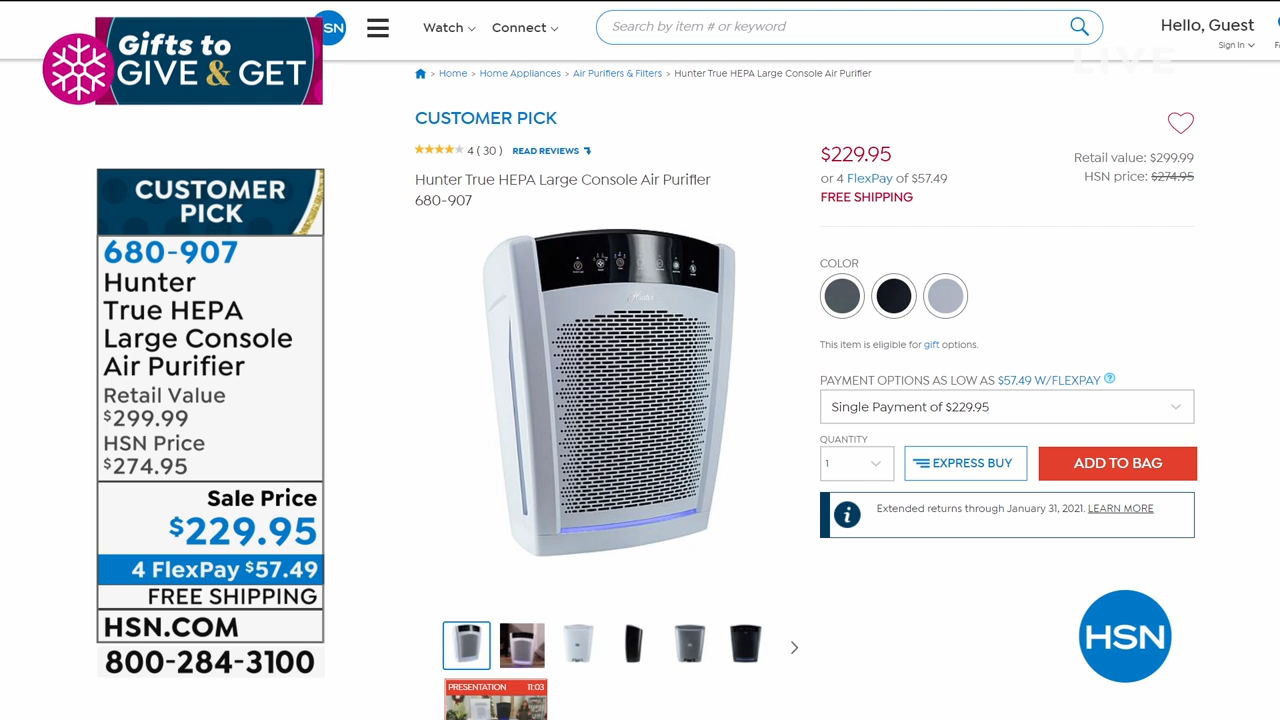 Gifts to
GIVE & GET
SN
Watch
Connect
Search by item # or keyword
Hello, Guest
Sign In
LIVE
> Home > Home Appliances > Air Purifiers & Filters > Hunter True HEPA Large Console Air Purifier
CUSTOMER PICK
4 ( 30 ) READ REVIEWS
Hunter True HEPA Large Console Air Purifier
680-907
$229.95
or 4 FlexPay of $57.49
FREE SHIPPING
Retail value: $299.99
HSN price: $274.95
COLOR
This item is eligible for gift options.
PAYMENT OPTIONS AS LOW AS $57.49 W/FLEXPAY ?
Single Payment of $229.95
QUANTITY
1
EXPRESS BUY
ADD TO BAG
i
Extended returns through January 31, 2021. LEARN MORE
HSN
CUSTOMER
PICK
680-907
Hunter
True HEPA
Large Console
Air Purifier
Retail Value
$299.99
HSN Price
$274.95
Sale Price
$229.95
4 FlexPay $57.49
FREE SHIPPING
HSN.COM
800-284-3100
Hunter
PRESENTATION 11:03